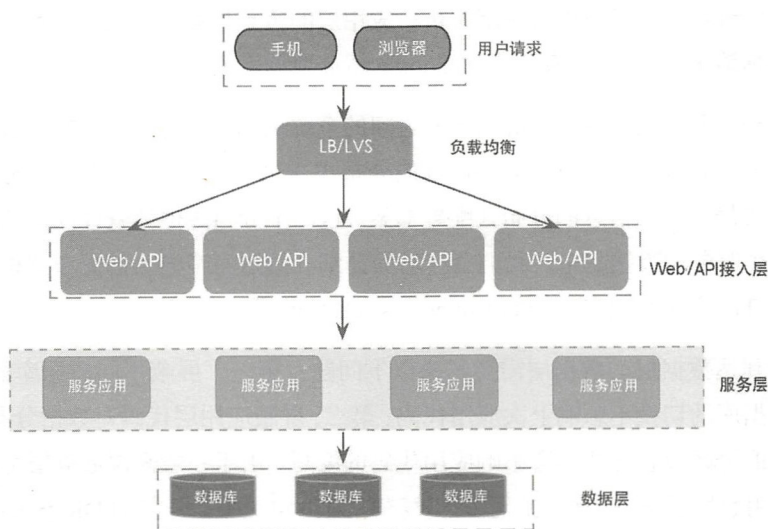 手机 浏览器 用户请求
LB/LVS 负载均衡
Web/API Web/API Web/API Web/API Web/API接入层
服务应用 服务应用 服务应用 服务应用 服务层
数据库 数据库 数据库 数据层